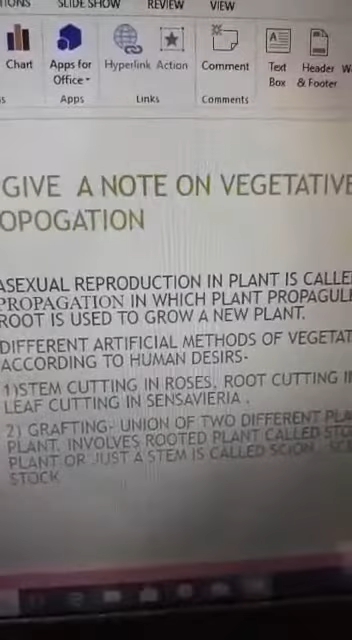 SLIDE SHOW REVIEW VIEW
Chart Apps for Office Hyperlink Action Comment Text Box Header & Footer
Apps Links Comments
GIVE A NOTE ON VEGETATIVE
OPOGATION
ASEXUAL REPRODUCTION IN PLANT IS CALLE
PROPAGATION IN WHICH PLANT PROPAGUL
ROOT IS USED TO GROW A NEW PLANT.
DIFFERENT ARTIFICIAL METHODS OF VEGETAT
ACCORDING TO HUMAN DESIRS-
1)STEM CUTTING IN ROSES, ROOT CUTTING I
LEAF CUTTING IN SENSAVIERIA .
2) GRAFTING- UNION OF TWO DIFFERENT PLA
PLANT. INVOLVES ROOTED PLANT CALLED STO
PLANT OR JUST A STEM IS CALLED SCION
STOCK